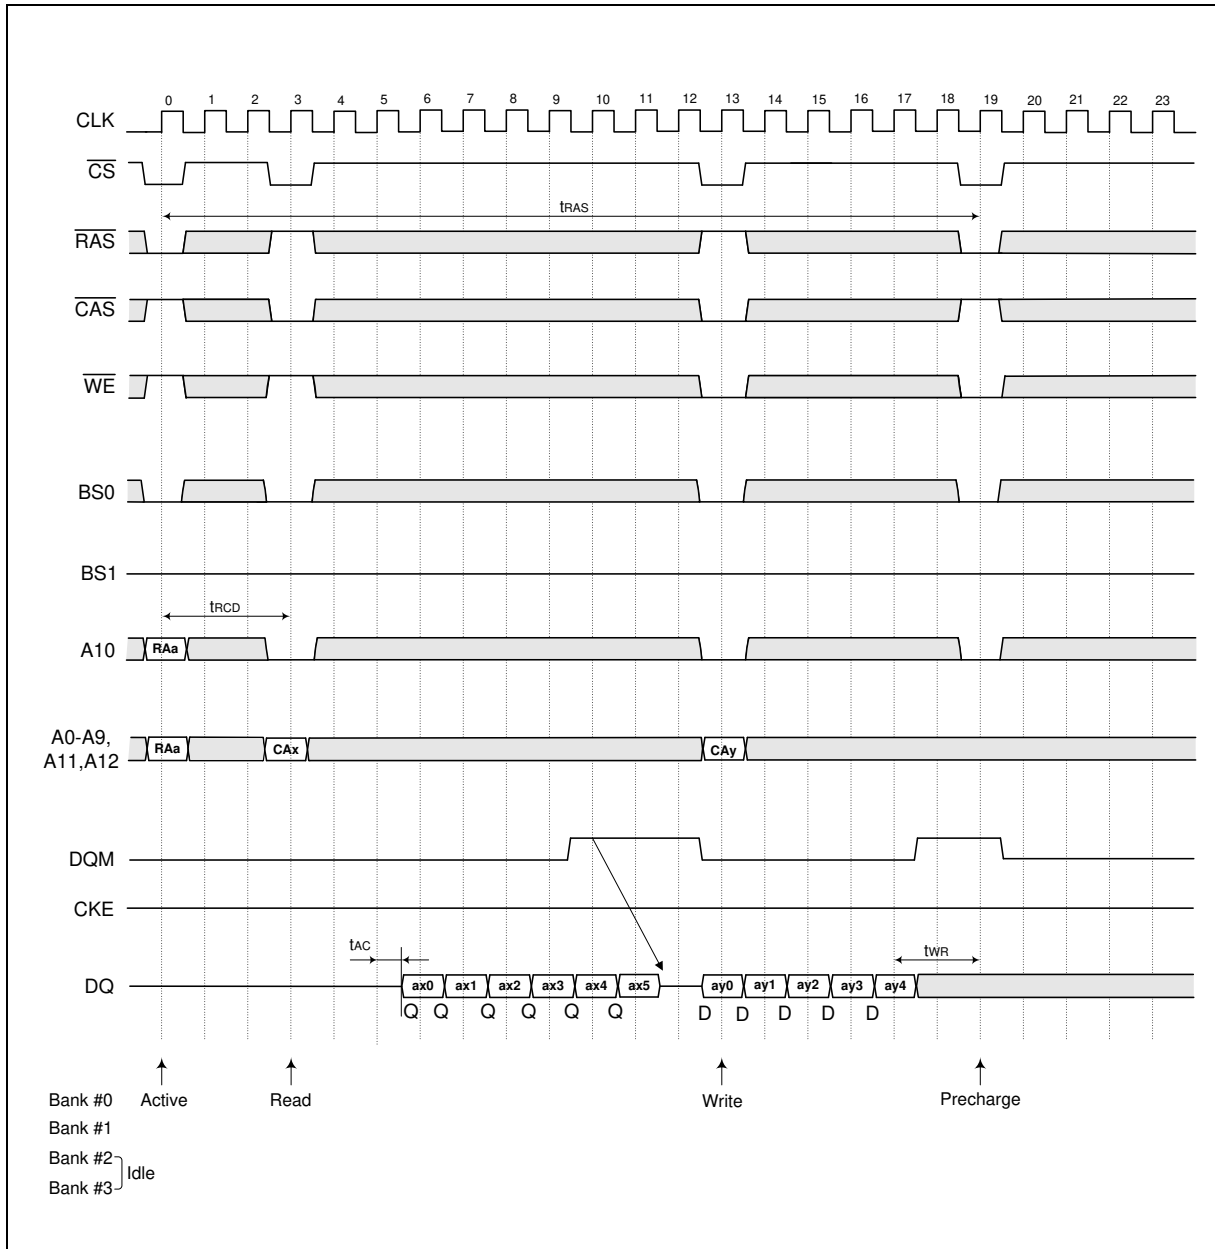 0 1 2 3 4 5 6 7 8 9 10 11 12 13 14 15 16 17 18 19 20 21 22 23
CLK
CS
tRAS
RAS
CAS
WE
BS0
BS1
tRCD
A10 RAa
A0-A9,
A11,A12
RAa CAx CAy
DQM
CKE
tAC tWR
DQ ax0 ax1 ax2 ax3 ax4 ax5 ay0 ay1 ay2 ay3 ay4
Q Q Q Q Q Q D D D D D
Bank #0 Active Read Write Precharge
Bank #1
Bank #2
Idle
Bank #3